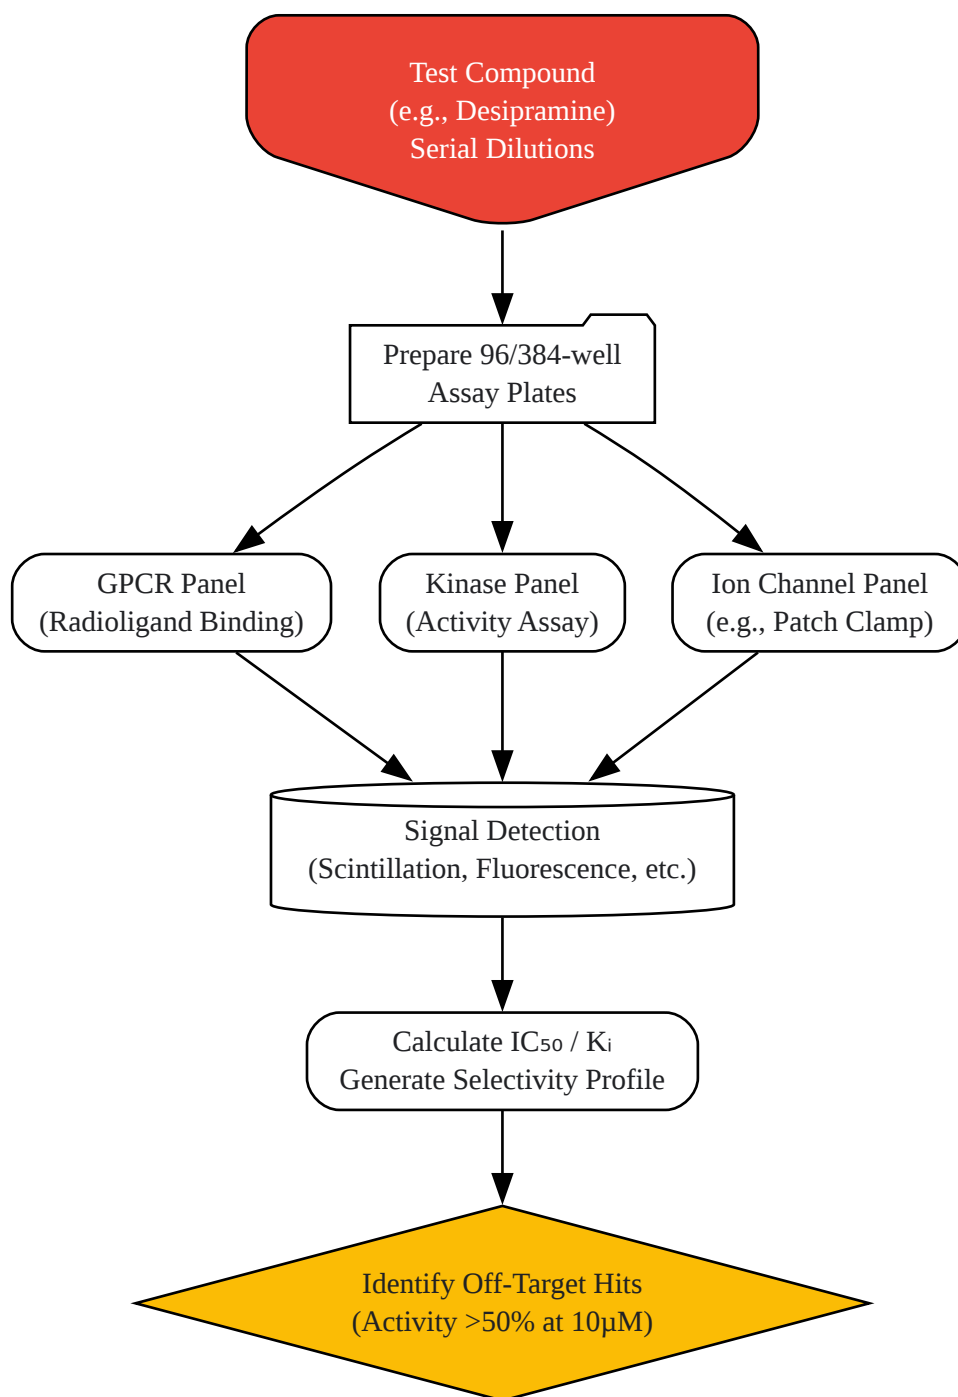 Test Compound
(e.g., Desipramine)
Serial Dilutions
Prepare 96/384-well
Assay Plates
GPCR Panel
(Radioligand Binding)
Kinase Panel
(Activity Assay)
Ion Channel Panel
(e.g., Patch Clamp)
Signal Detection
(Scintillation, Fluorescence, etc.)
Calculate IC₅₀ / Kᵢ
Generate Selectivity Profile
Identify Off-Target Hits
(Activity >50% at 10µM)